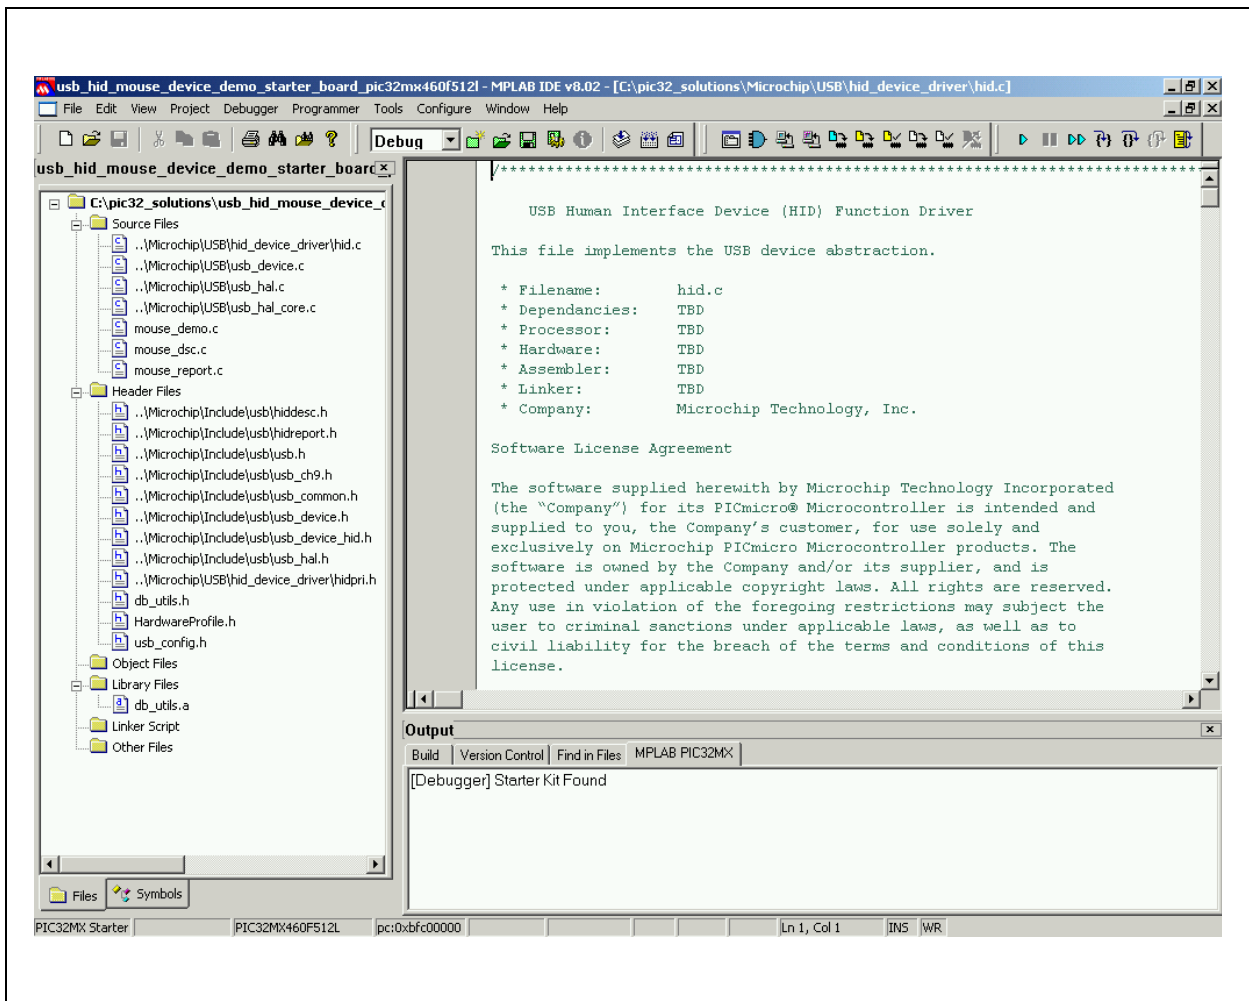 usb_hid_mouse_device_demo_starter_board_pic32mx460f512l - MPLAB IDE v8.02 - [C:\pic32_solutions\Microchip\USB\hid_device_driver\hid.c]
File Edit View Project Debugger Programmer Tools Configure Window Help
Debug
usb_hid_mouse_device_demo_starter_boar
C:\pic32_solutions\usb_hid_mouse_device_
Source Files
..\Microchip\USB\hid_device_driver\hid.c
..\Microchip\USB\usb_device.c
..\Microchip\USB\usb_hal.c
..\Microchip\USB\usb_hal_core.c
mouse_demo.c
mouse_dsc.c
mouse_report.c
Header Files
..\Microchip\Include\usb\hiddesc.h
..\Microchip\Include\usb\hidreport.h
..\Microchip\Include\usb\usb.h
..\Microchip\Include\usb\usb_ch9.h
..\Microchip\Include\usb\usb_common.h
..\Microchip\Include\usb\usb_device.h
..\Microchip\Include\usb\usb_device_hid.h
..\Microchip\Include\usb\usb_hal.h
..\Microchip\USB\hid_device_driver\hidpri.h
db_utils.h
HardwareProfile.h
usb_config.h
Object Files
Library Files
db_utils.a
Linker Script
Other Files
Files Symbols
/*****************************************************************************
USB Human Interface Device (HID) Function Driver
This file implements the USB device abstraction.
* Filename: hid.c
* Dependancies: TBD
* Processor: TBD
* Hardware: TBD
* Assembler: TBD
* Linker: TBD
* Company: Microchip Technology, Inc.
Software License Agreement
The software supplied herewith by Microchip Technology Incorporated
(the “Company”) for its PICmicro® Microcontroller is intended and
supplied to you, the Company’s customer, for use solely and
exclusively on Microchip PICmicro Microcontroller products. The
software is owned by the Company and/or its supplier, and is
protected under applicable copyright laws. All rights are reserved.
Any use in violation of the foregoing restrictions may subject the
user to criminal sanctions under applicable laws, as well as to
civil liability for the breach of the terms and conditions of this
license.
Output
Build Version Control Find in Files MPLAB PIC32MX
[Debugger] Starter Kit Found
PIC32MX Starter PIC32MX460F512L pc:0xbfc00000 Ln 1, Col 1 INS WR